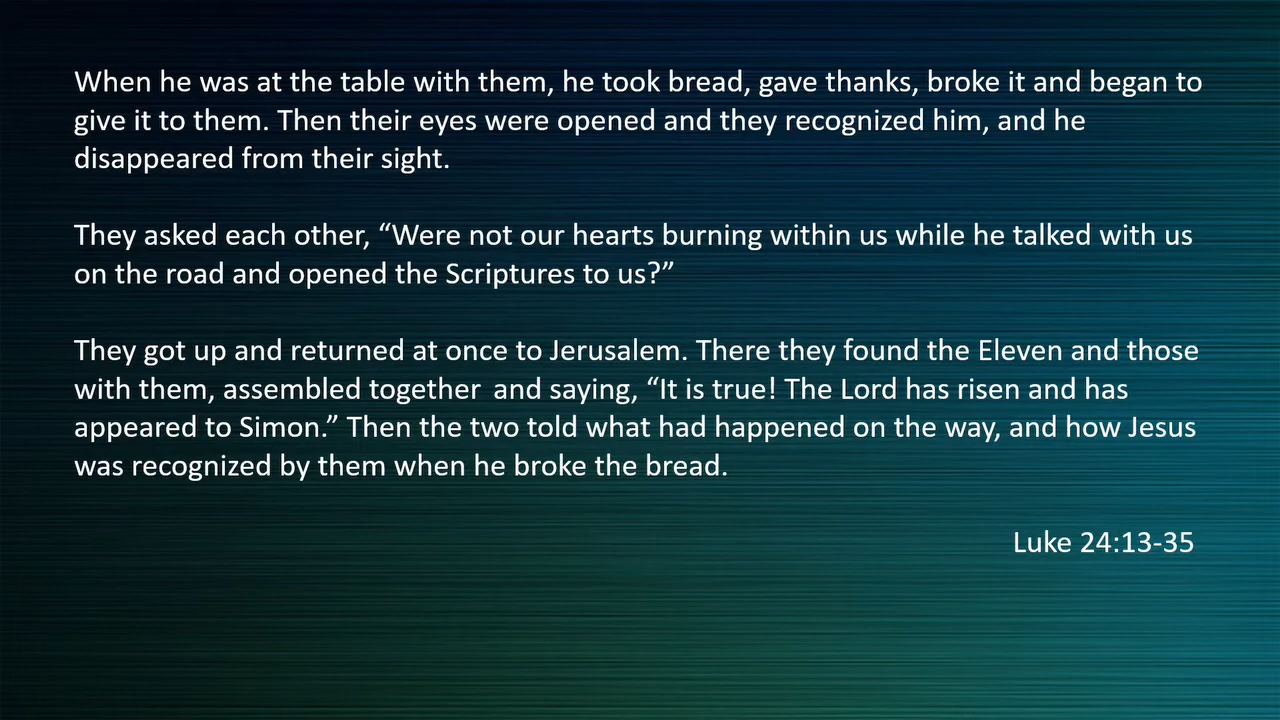 When he was at the table with them, he took bread, gave thanks, broke it and began to
give it to them. Then their eyes were opened and they recognized him, and he
disappeared from their sight.
They asked each other, “Were not our hearts burning within us while he talked with us
on the road and opened the Scriptures to us?”
They got up and returned at once to Jerusalem. There they found the Eleven and those
with them, assembled together  and saying, “It is true! The Lord has risen and has
appeared to Simon.” Then the two told what had happened on the way, and how Jesus
was recognized by them when he broke the bread.
Luke 24:13-35